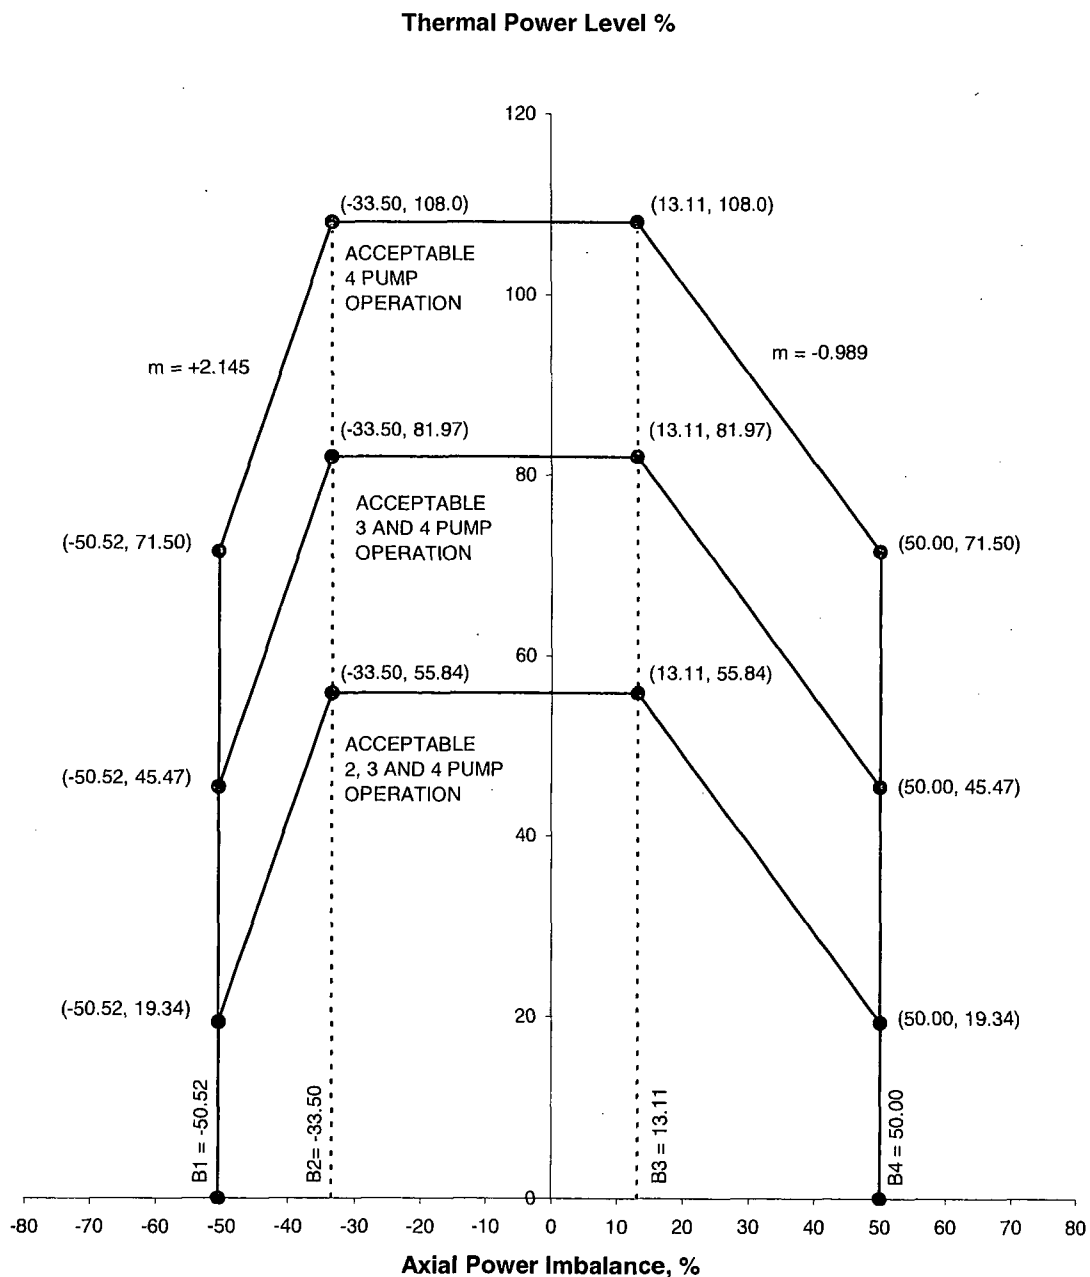 Thermal Power Level %
120
(-33.50, 108.0)
(13.11, 108.0)
ACCEPTABLE
4 PUMP
OPERATION
100
m = +2.145
m = -0.989
(-33.50, 81.97)
(13.11, 81.97)
80
ACCEPTABLE
3 AND 4 PUMP
OPERATION
(-50.52, 71.50)
(50.00, 71.50)
60
(-33.50, 55.84)
(13.11, 55.84)
ACCEPTABLE
2, 3 AND 4 PUMP
OPERATION
(-50.52, 45.47)
(50.00, 45.47)
40
(-50.52, 19.34)
20
(50.00, 19.34)
B1 = -50.52
B2= -33.50
B3 = 13.11
B4 = 50.00
0
-80 -70 -60 -50 -40 -30 -20 -10 0 10 20 30 40 50 60 70 80
Axial Power Imbalance, %